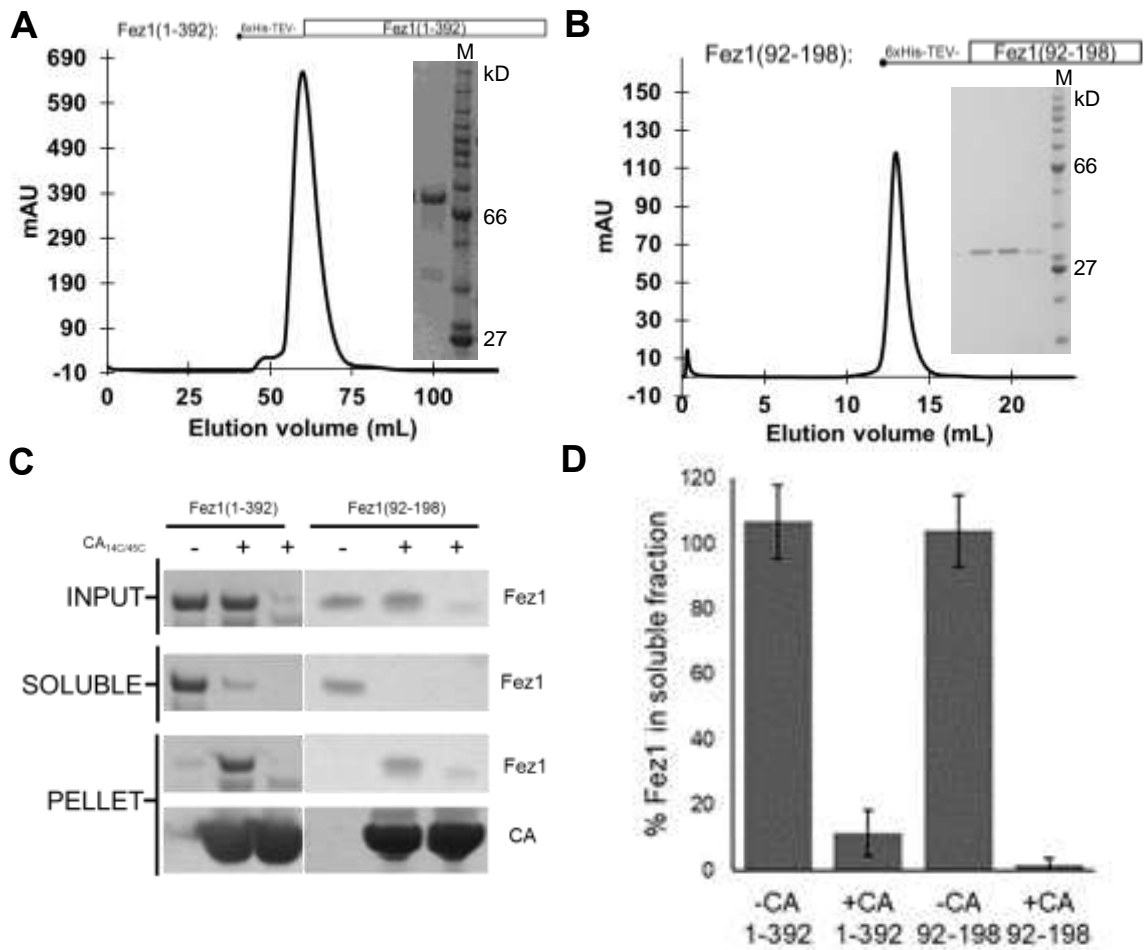 A
Fez1(1-392): 6xHis-TEV- Fez1(1-392)
M
kD
66
27
690
590
490
390
290
190
90
-10
mAU
0 25 50 75 100
Elution volume (mL)
B
Fez1(92-198): 6xHis-TEV- Fez1(92-198)
M
kD
66
27
150
130
110
90
70
50
30
10
-10
mAU
0 5 10 15 20
Elution volume (mL)
C
Fez1(1-392) Fez1(92-198)
CA14C/45C - + + - + +
INPUT Fez1
SOLUBLE Fez1
PELLET Fez1
CA
D
120
100
80
60
40
20
0
% Fez1 in soluble fraction
-CA +CA -CA +CA
1-392 1-392 92-198 92-198